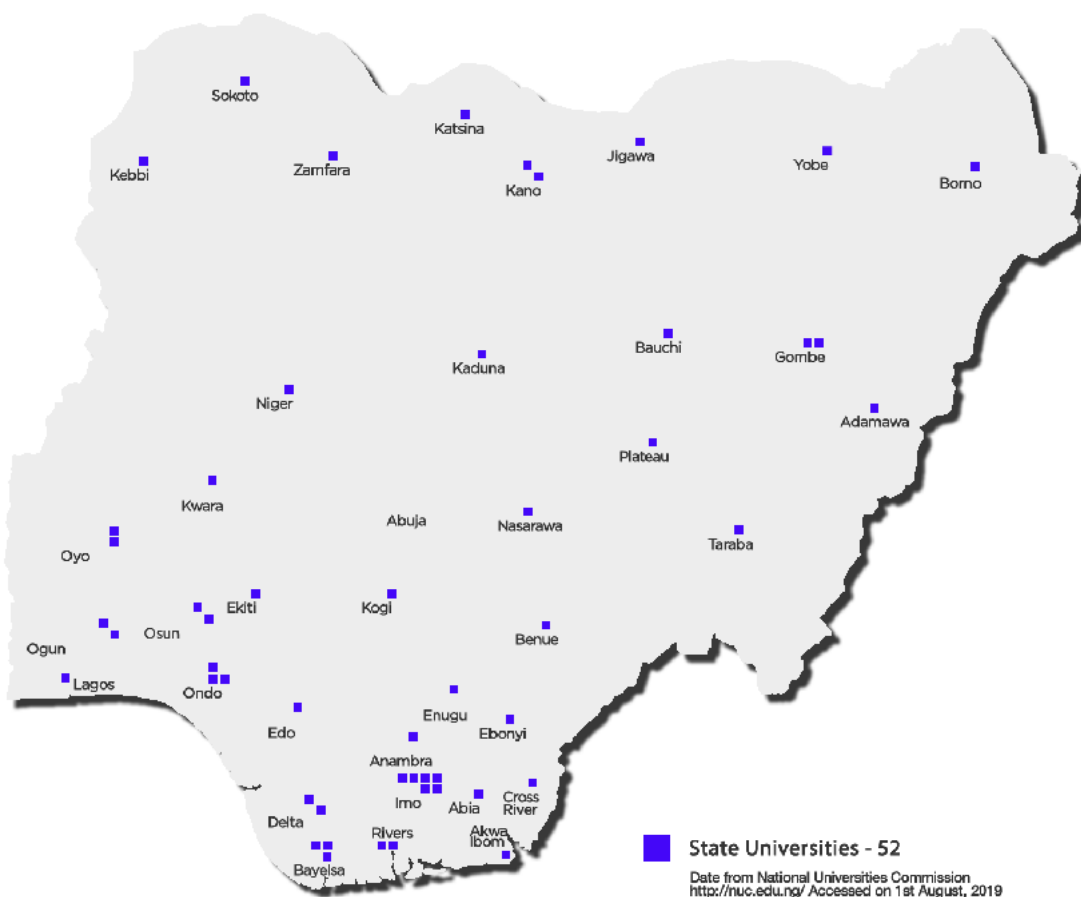 Sokoto
Katsina
Jigawa
Yobe
Kebbi
Zamfara
Kano
Borno
Bauchi
Gombe
Kaduna
Niger
Adamawa
Plateau
Kwara
Abuja
Nasarawa
Taraba
Oyo
Ekiti
Kogi
Osun
Benue
Ogun
Lagos
Ondo
Enugu
Edo
Ebonyi
Anambra
Imo
Abia
Cross
River
Delta
Rivers
Akwa
Ibom
Bayelsa
State Universities - 52
Date from National Universities Commission
http://nuc.edu.ng/ Accessed on 1st August, 2019